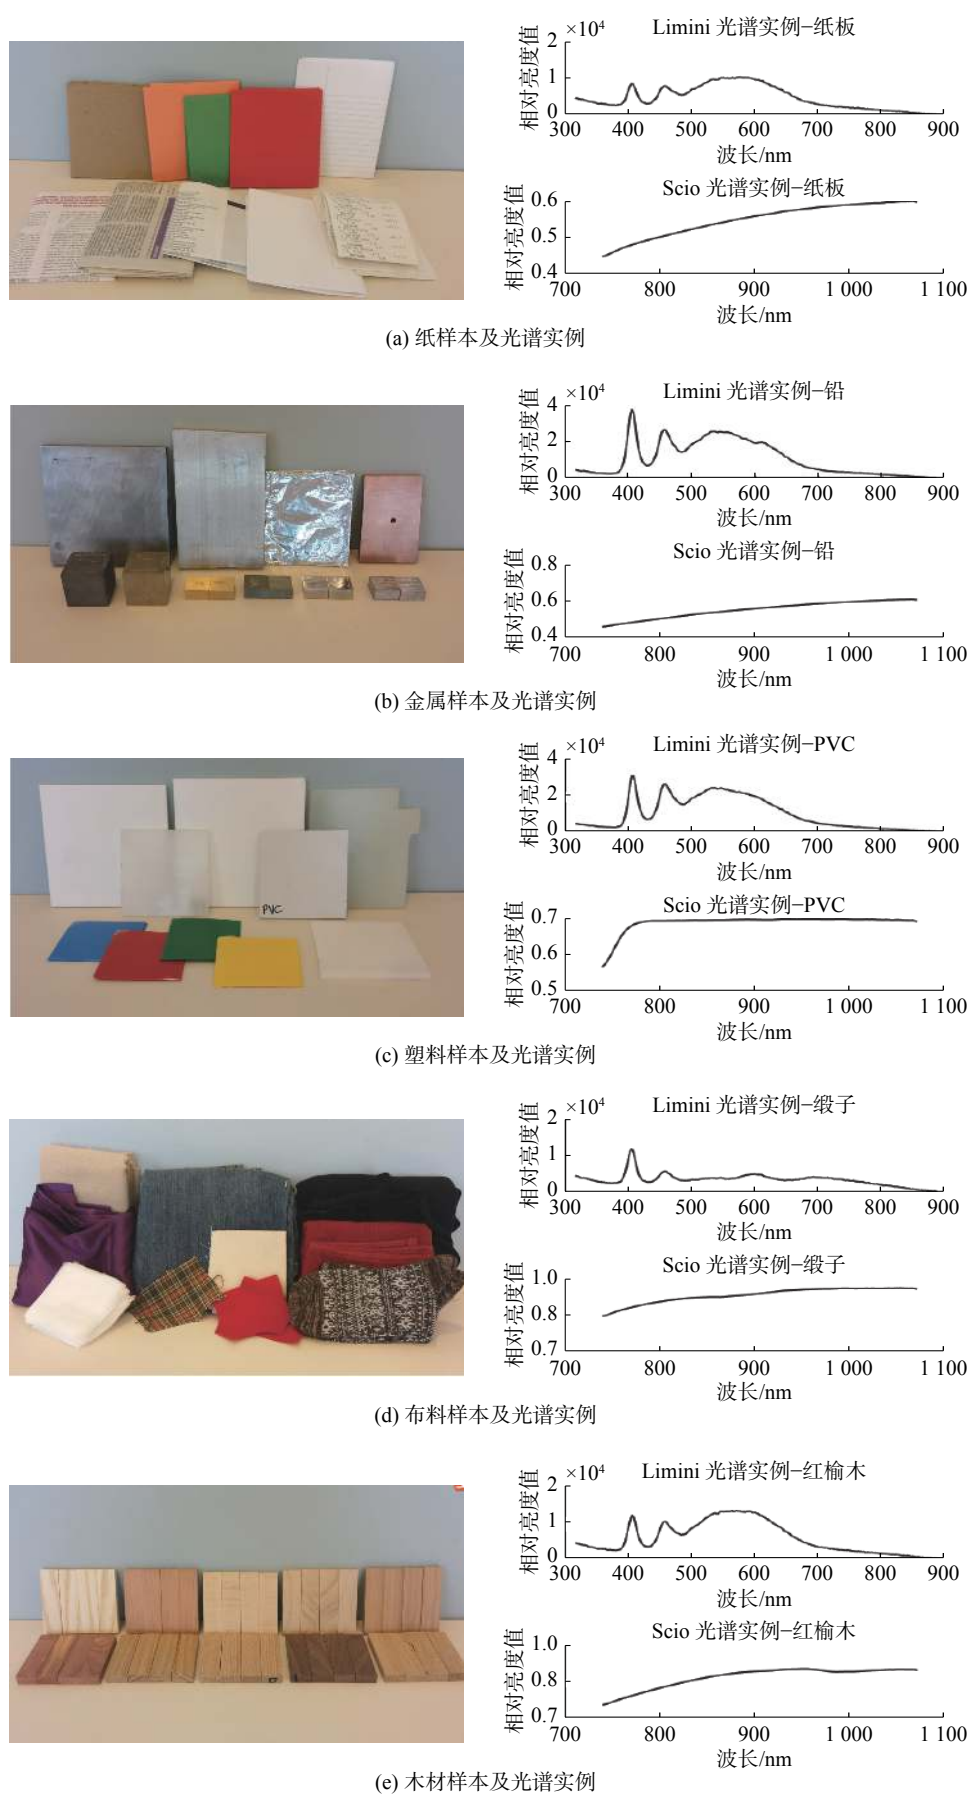 Limini 光谱实例–纸板
×10⁴
相对亮度值
2
1
0
300 400 500 600 700 800 900
波长/nm
Scio 光谱实例–纸板
相对亮度值
0.6
0.5
0.4
700 800 900 1 000 1 100
波长/nm
(a) 纸样本及光谱实例
Limini 光谱实例–铅
×10⁴
相对亮度值
4
2
0
300 400 500 600 700 800 900
波长/nm
Scio 光谱实例–铅
相对亮度值
0.8
0.6
0.4
700 800 900 1 000 1 100
波长/nm
(b) 金属样本及光谱实例
PVC
Limini 光谱实例–PVC
×10⁴
相对亮度值
4
2
0
300 400 500 600 700 800 900
波长/nm
Scio 光谱实例–PVC
相对亮度值
0.7
0.6
0.5
700 800 900 1 000 1 100
波长/nm
(c) 塑料样本及光谱实例
Limini 光谱实例–缎子
×10⁴
相对亮度值
2
1
0
300 400 500 600 700 800 900
波长/nm
Scio 光谱实例–缎子
相对亮度值
1.0
0.8
0.7
700 800 900 1 000 1 100
波长/nm
(d) 布料样本及光谱实例
Limini 光谱实例–红榆木
×10⁴
相对亮度值
2
1
0
300 400 500 600 700 800 900
波长/nm
Scio 光谱实例–红榆木
相对亮度值
1.0
0.8
0.7
700 800 900 1 000 1 100
波长/nm
(e) 木材样本及光谱实例